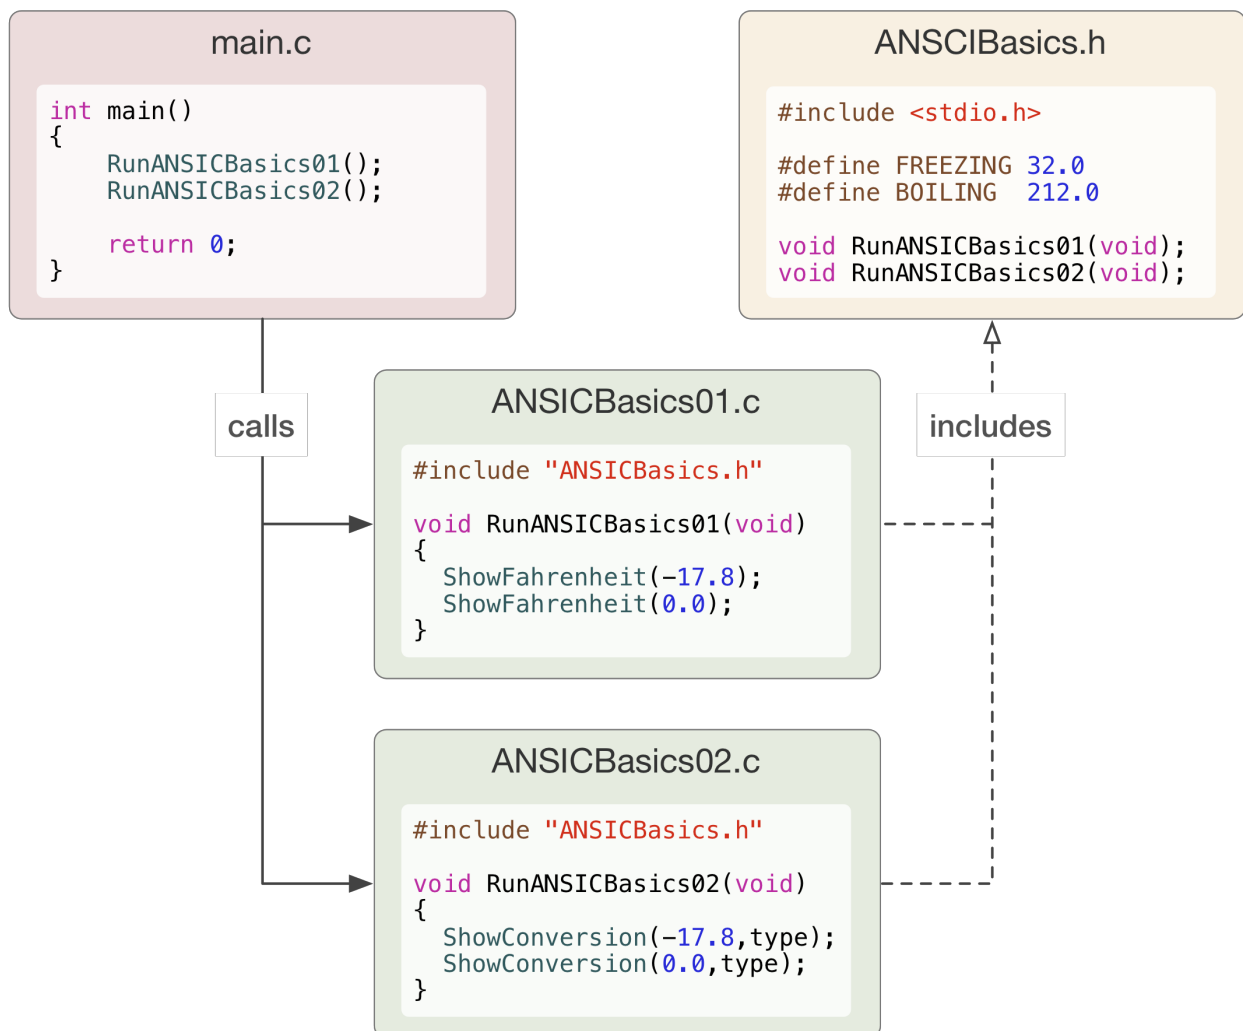 main.c
int main()
{
    RunANSICBasics01();
    RunANSICBasics02();
    return 0;
}
ANSCIBasics.h
#include <stdio.h>
#define FREEZING 32.0
#define BOILING  212.0
void RunANSICBasics01(void);
void RunANSICBasics02(void);
calls
includes
ANSICBasics01.c
#include "ANSICBasics.h"
void RunANSICBasics01(void)
{
  ShowFahrenheit(-17.8);
  ShowFahrenheit(0.0);
}
ANSICBasics02.c
#include "ANSICBasics.h"
void RunANSICBasics02(void)
{
  ShowConversion(-17.8,type);
  ShowConversion(0.0,type);
}